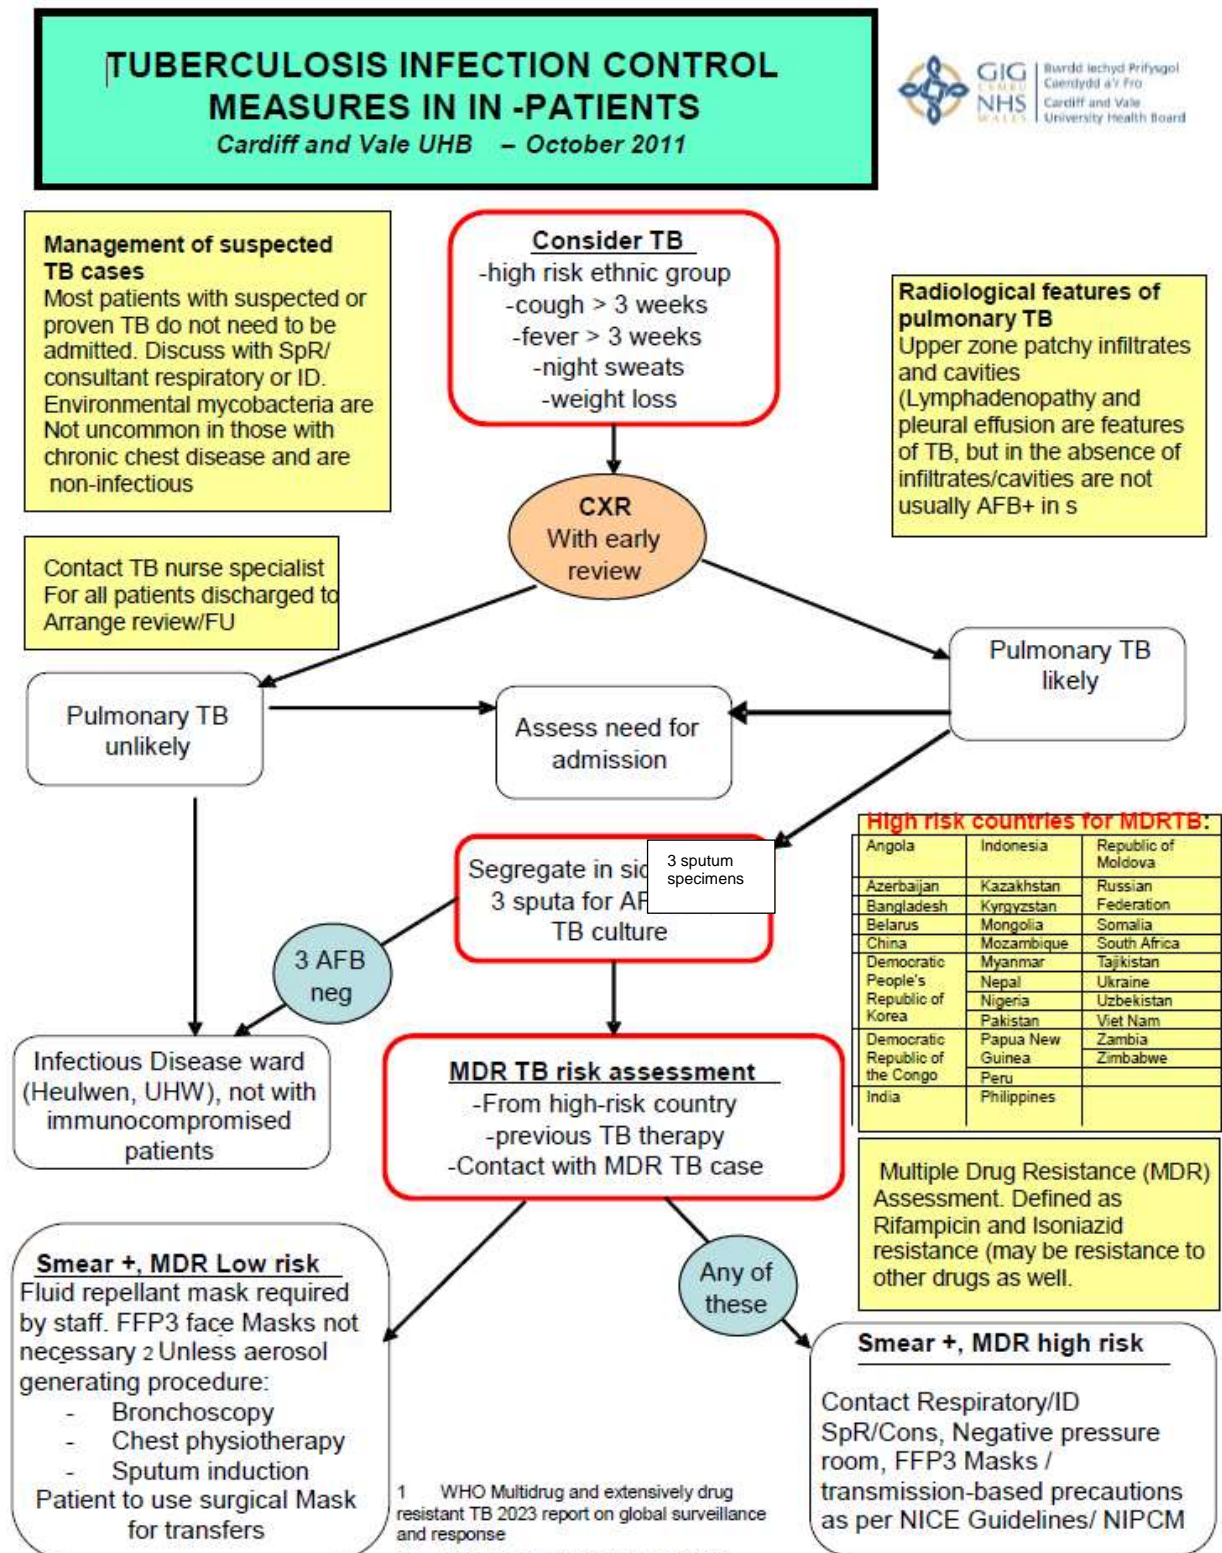 TUBERCULOSIS INFECTION CONTROL
MEASURES IN IN -PATIENTS
Cardiff and Vale UHB – October 2011
GIG
CYMRU
NHS
WALES
Bwrdd Iechyd Prifysgol
Caerdydd a'r Fro
Cardiff and Vale
University Health Board
Management of suspected
TB cases
Most patients with suspected or
proven TB do not need to be
admitted. Discuss with SpR/
consultant respiratory or ID.
Environmental mycobacteria are
Not uncommon in those with
chronic chest disease and are
non-infectious
Consider TB
-high risk ethnic group
-cough > 3 weeks
-fever > 3 weeks
-night sweats
-weight loss
Radiological features of
pulmonary TB
Upper zone patchy infiltrates
and cavities
(Lymphadenopathy and
pleural effusion are features
of TB, but in the absence of
infiltrates/cavities are not
usually AFB+ in s
CXR
With early
review
Contact TB nurse specialist
For all patients discharged to
Arrange review/FU
Pulmonary TB
unlikely
Assess need for
admission
Pulmonary TB
likely
Segregate in
3 sputa for
TB culture
3 sputum
specimens
3 AFB
neg
High risk countries for MDRTB:
Angola Indonesia Republic of
Moldova
Azerbaijan Kazakhstan Russian
Bangladesh Kyrgyzstan Federation
Belarus Mongolia Somalia
China Mozambique South Africa
Democratic Myanmar Tajikistan
People's Nepal Ukraine
Republic of Nigeria Uzbekistan
Korea Pakistan Viet Nam
Democratic Papua New Zambia
Republic of Guinea Zimbabwe
the Congo Peru
India Philippines
Infectious Disease ward
(Heulwen, UHW), not with
immunocompromised
patients
MDR TB risk assessment
-From high-risk country
-previous TB therapy
-Contact with MDR TB case
Multiple Drug Resistance (MDR)
Assessment. Defined as
Rifampicin and Isoniazid
resistance (may be resistance to
other drugs as well.
Any of
these
Smear +, MDR Low risk
Fluid repellant mask required
by staff. FFP3 face Masks not
necessary 2 Unless aerosol
generating procedure:
- Bronchoscopy
- Chest physiotherapy
- Sputum induction
Patient to use surgical Mask
for transfers
1 WHO Multidrug and extensively drug
resistant TB 2023 report on global surveillance
and response
Smear +, MDR high risk
Contact Respiratory/ID
SpR/Cons, Negative pressure
room, FFP3 Masks /
transmission-based precautions
as per NICE Guidelines/ NIPCM